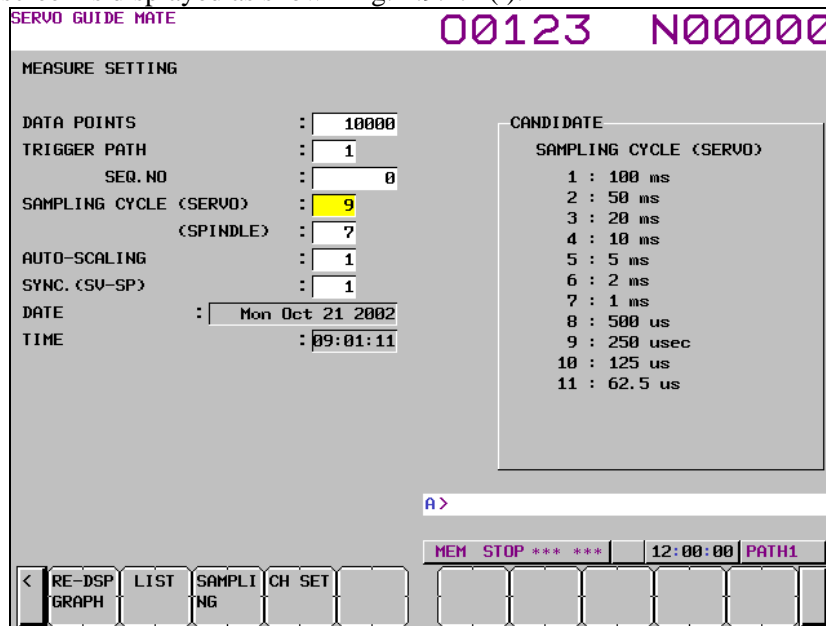 SERVO GUIDE MATE
O0123 N00000
MEASURE SETTING
DATA POINTS : 10000
TRIGGER PATH : 1
SEQ.NO : 0
SAMPLING CYCLE (SERVO) : 9
(SPINDLE) : 7
AUTO-SCALING : 1
SYNC.(SV-SP) : 1
DATE : Mon Oct 21 2002
TIME : 09:01:11
CANDIDATE
SAMPLING CYCLE (SERVO)
1 : 100 ms
2 : 50 ms
3 : 20 ms
4 : 10 ms
5 : 5 ms
6 : 2 ms
7 : 1 ms
8 : 500 us
9 : 250 usec
10 : 125 us
11 : 62.5 us
A>
MEM STOP *** *** 12:00:00 PATH1
< RE-DSP LIST SAMPLI CH SET
GRAPH NG